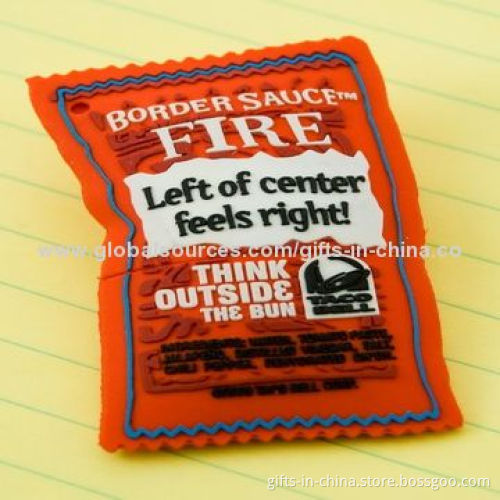 BORDER SAUCE™
FIRE
Left of center
feels right!
www.globalsources.com/gifts-in-china.co
THINK
OUTSIDE
THE BUN
TACO
BELL
gifts-in-china.store.bossgoo.com